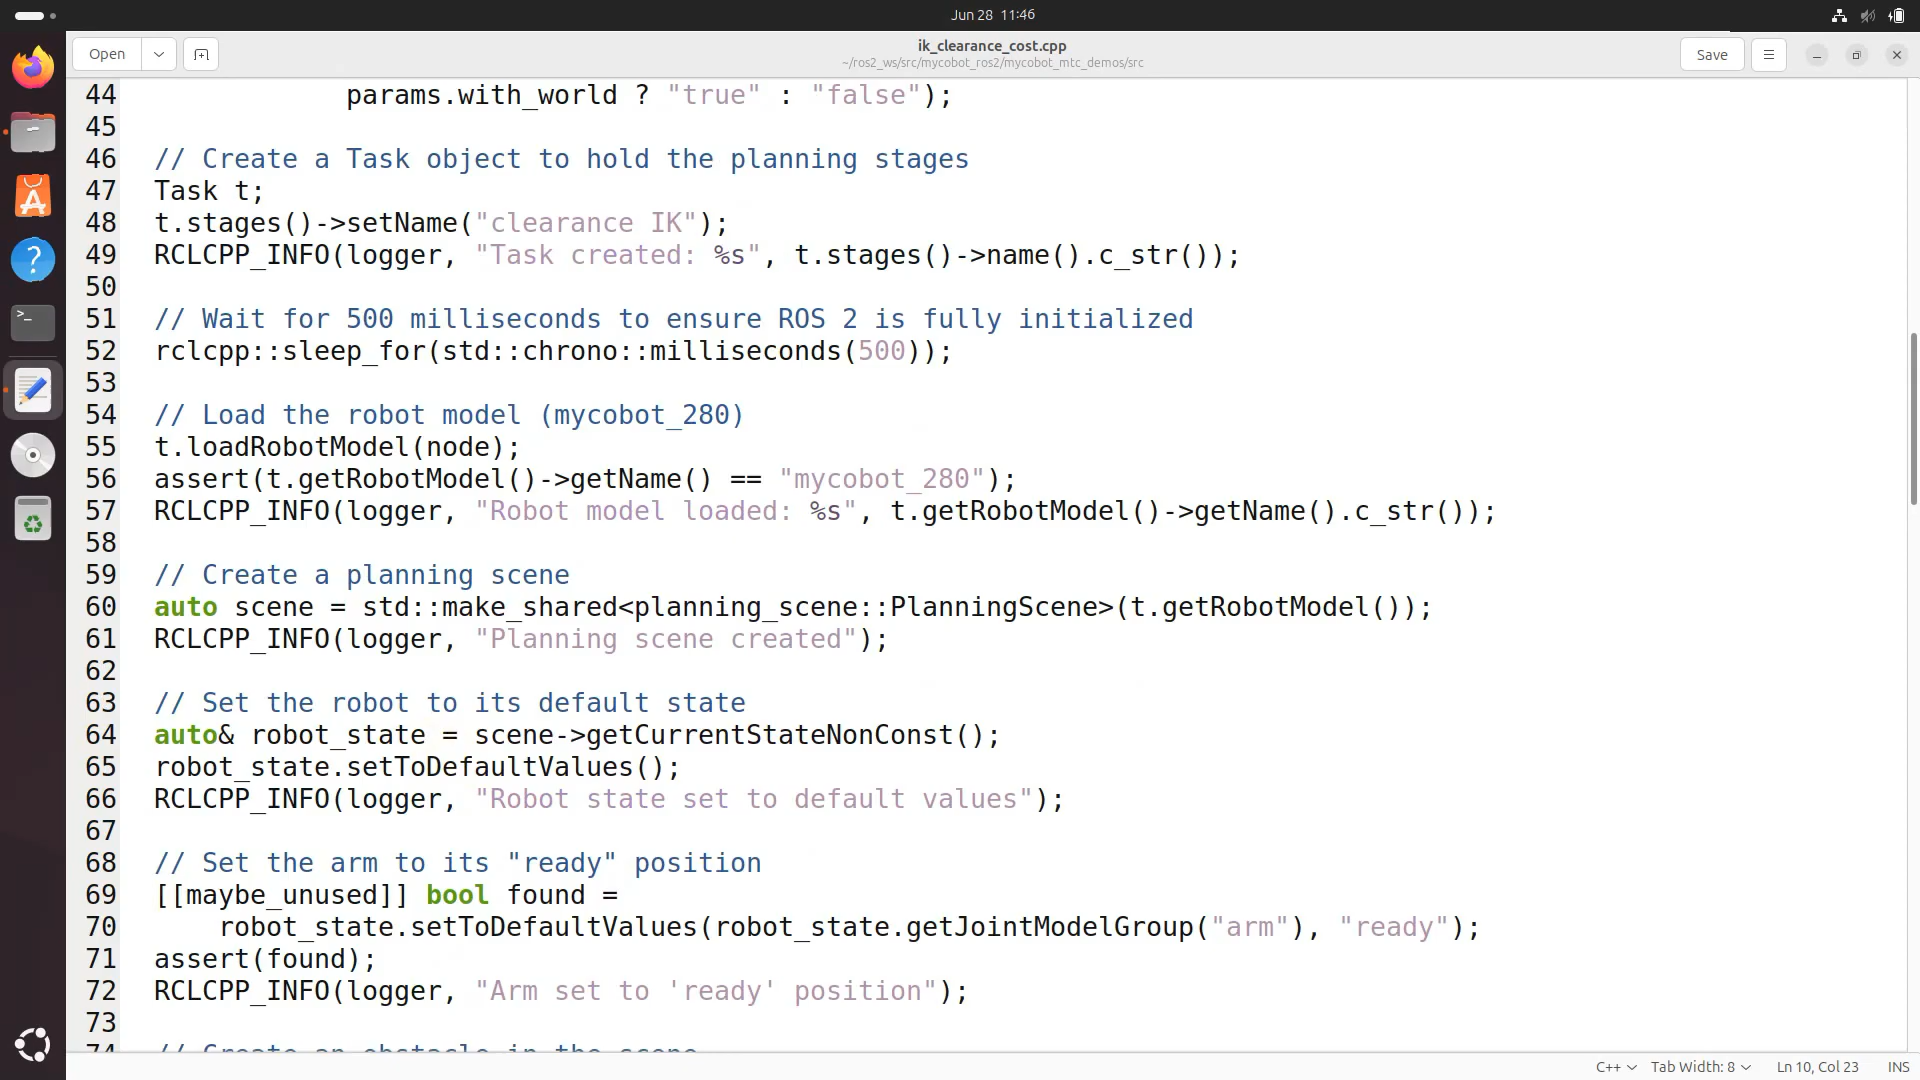 Jun 28 11:46
Open
ik_clearance_cost.cpp
~/ros2_ws/src/mycobot_ros2/mycobot_mtc_demos/src
Save
44 params.with_world ? "true" : "false");
45
46 // Create a Task object to hold the planning stages
47 Task t;
48 t.stages()->setName("clearance IK");
49 RCLCPP_INFO(logger, "Task created: %s", t.stages()->name().c_str());
50
51 // Wait for 500 milliseconds to ensure ROS 2 is fully initialized
52 rclcpp::sleep_for(std::chrono::milliseconds(500));
53
54 // Load the robot model (mycobot_280)
55 t.loadRobotModel(node);
56 assert(t.getRobotModel()->getName() == "mycobot_280");
57 RCLCPP_INFO(logger, "Robot model loaded: %s", t.getRobotModel()->getName().c_str());
58
59 // Create a planning scene
60 auto scene = std::make_shared<planning_scene::PlanningScene>(t.getRobotModel());
61 RCLCPP_INFO(logger, "Planning scene created");
62
63 // Set the robot to its default state
64 auto& robot_state = scene->getCurrentStateNonConst();
65 robot_state.setToDefaultValues();
66 RCLCPP_INFO(logger, "Robot state set to default values");
67
68 // Set the arm to its "ready" position
69 [[maybe_unused]] bool found =
70 robot_state.setToDefaultValues(robot_state.getJointModelGroup("arm"), "ready");
71 assert(found);
72 RCLCPP_INFO(logger, "Arm set to 'ready' position");
73
74 // Create an obstacle in the scene
C++ Tab Width: 8 Ln 10, Col 23 INS